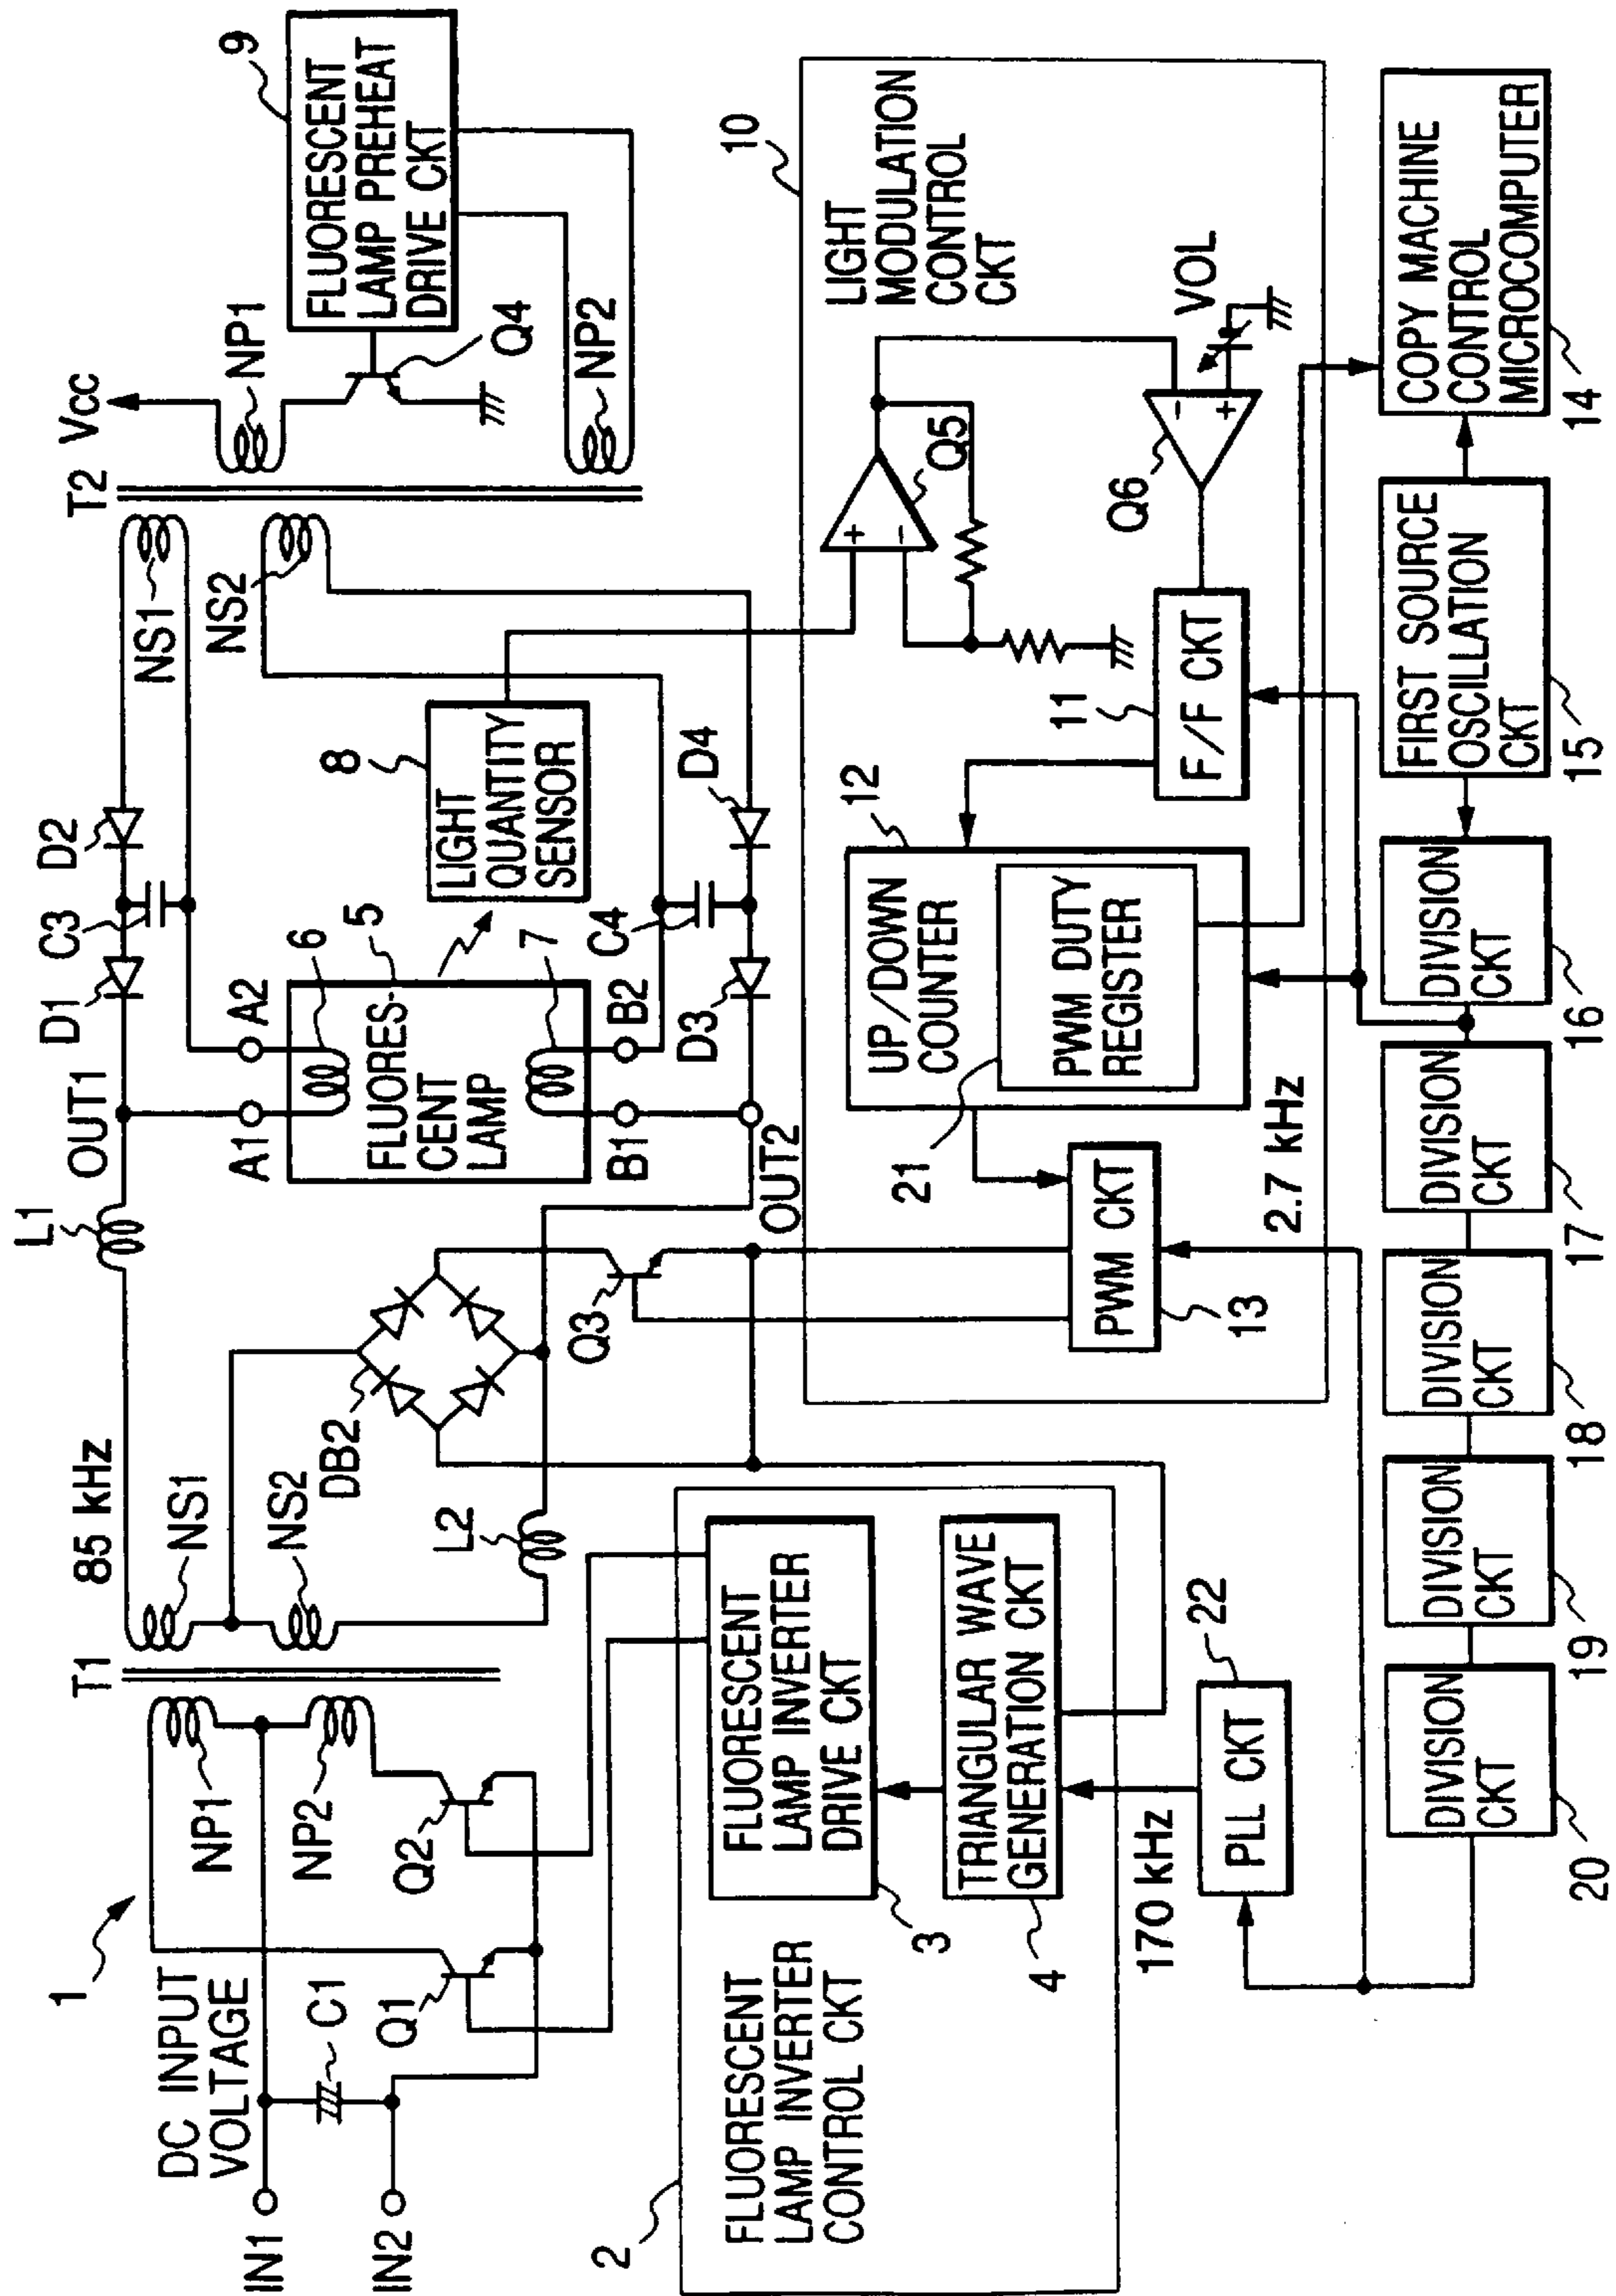 1
DC INPUT
VOLTAGE
IN1
IN2
C1
Q1
Q2
NP1
NP2
T1
NS1
NS2
85 kHz
L1
L2
DB2
Q3
OUT1
OUT2
A1
A2
B1
B2
FLUORES-
CENT
LAMP
5
6
7
D1
D2
C3
C4
D3
D4
8
LIGHT
QUANTITY
SENSOR
T2
NS1
NS2
Vcc
NP1
NP2
Q4
9
FLUORESCENT
LAMP PREHEAT
DRIVE CKT
2
FLUORESCENT
LAMP INVERTER
CONTROL CKT
FLUORESCENT
LAMP INVERTER
DRIVE CKT
3
TRIANGULAR WAVE
GENERATION CKT
4
170 kHz
PLL CKT
22
10
LIGHT
MODULATION
CONTROL
CKT
+
-
Q5
-
+
Q6
VOL
F/F CKT
11
12
UP/DOWN
COUNTER
PWM DUTY
REGISTER
21
PWM CKT
13
2.7 kHz
DIVISION
CKT
20
DIVISION
CKT
19
DIVISION
CKT
18
DIVISION
CKT
17
DIVISION
CKT
16
FIRST SOURCE
OSCILLATION
CKT
15
COPY MACHINE
CONTROL
MICROCOMPUTER
14